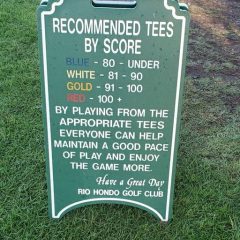 RECOMMENDED TEES
BY SCORE
BLUE - 80 - UNDER
WHITE - 81 - 90
GOLD - 91 - 100
RED - 100 +
BY PLAYING FROM THE
APPROPRIATE TEES
EVERYONE CAN HELP
MAINTAIN A GOOD PACE
OF PLAY AND ENJOY
THE GAME MORE.
Have a Great Day
RIO HONDO GOLF CLUB